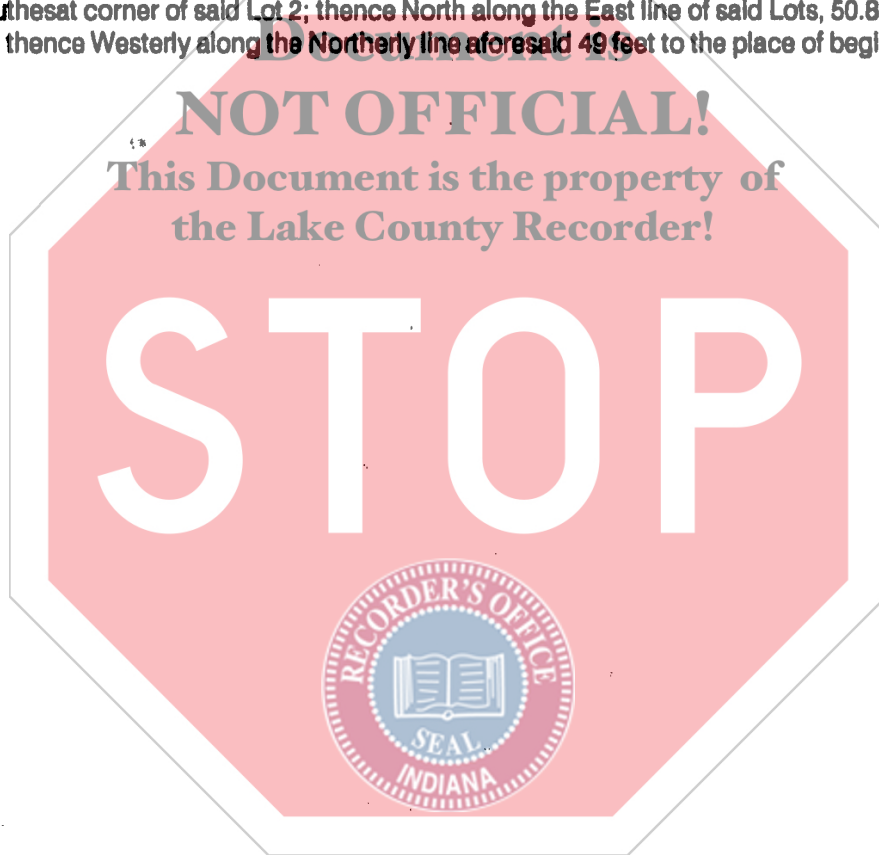 thesat corner of said Lot 2; thence North along the East line of said Lots, 50.8
thence Westerly along the Northerly line aforesaid 49 feet to the place of begi
Document is
NOT OFFICIAL!
This Document is the property of
the Lake County Recorder!
STOP
RECORDER'S OFFICE
SEAL
INDIANA